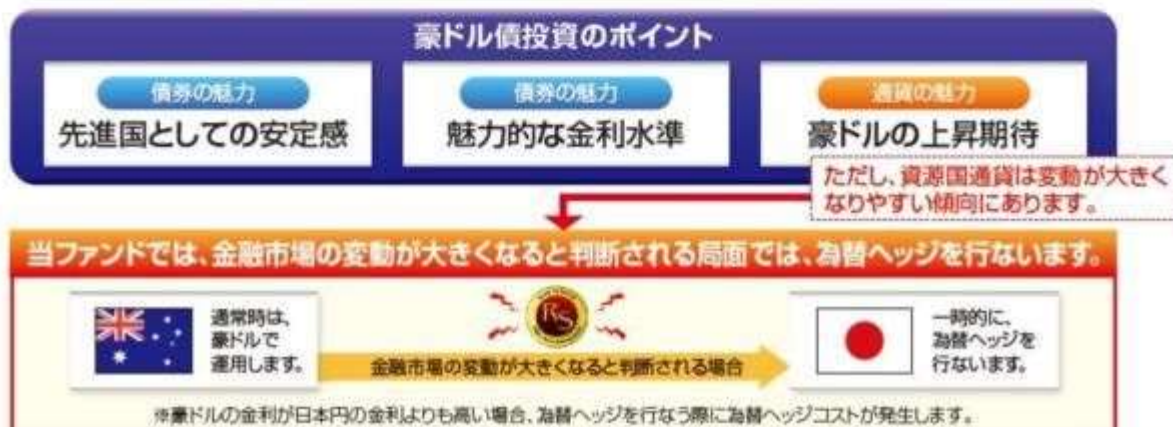 豪ドル債投資のポイント
債券の魅力
先進国としての安定感
債券の魅力
魅力的な金利水準
通貨の魅力
豪ドルの上昇期待
ただし、資源国通貨は変動が大きく
なりやすい傾向にあります。
当ファンドでは、金融市場の変動が大きくなると判断される局面では、為替ヘッジを行ないます。
通常時は、
豪ドルで
運用します。
RS
金融市場の変動が大きくなると判断される場合
一時的に、
為替ヘッジを
行ないます。
※豪ドルの金利が日本円の金利よりも高い場合、為替ヘッジを行なう際に為替ヘッジコストが発生します。